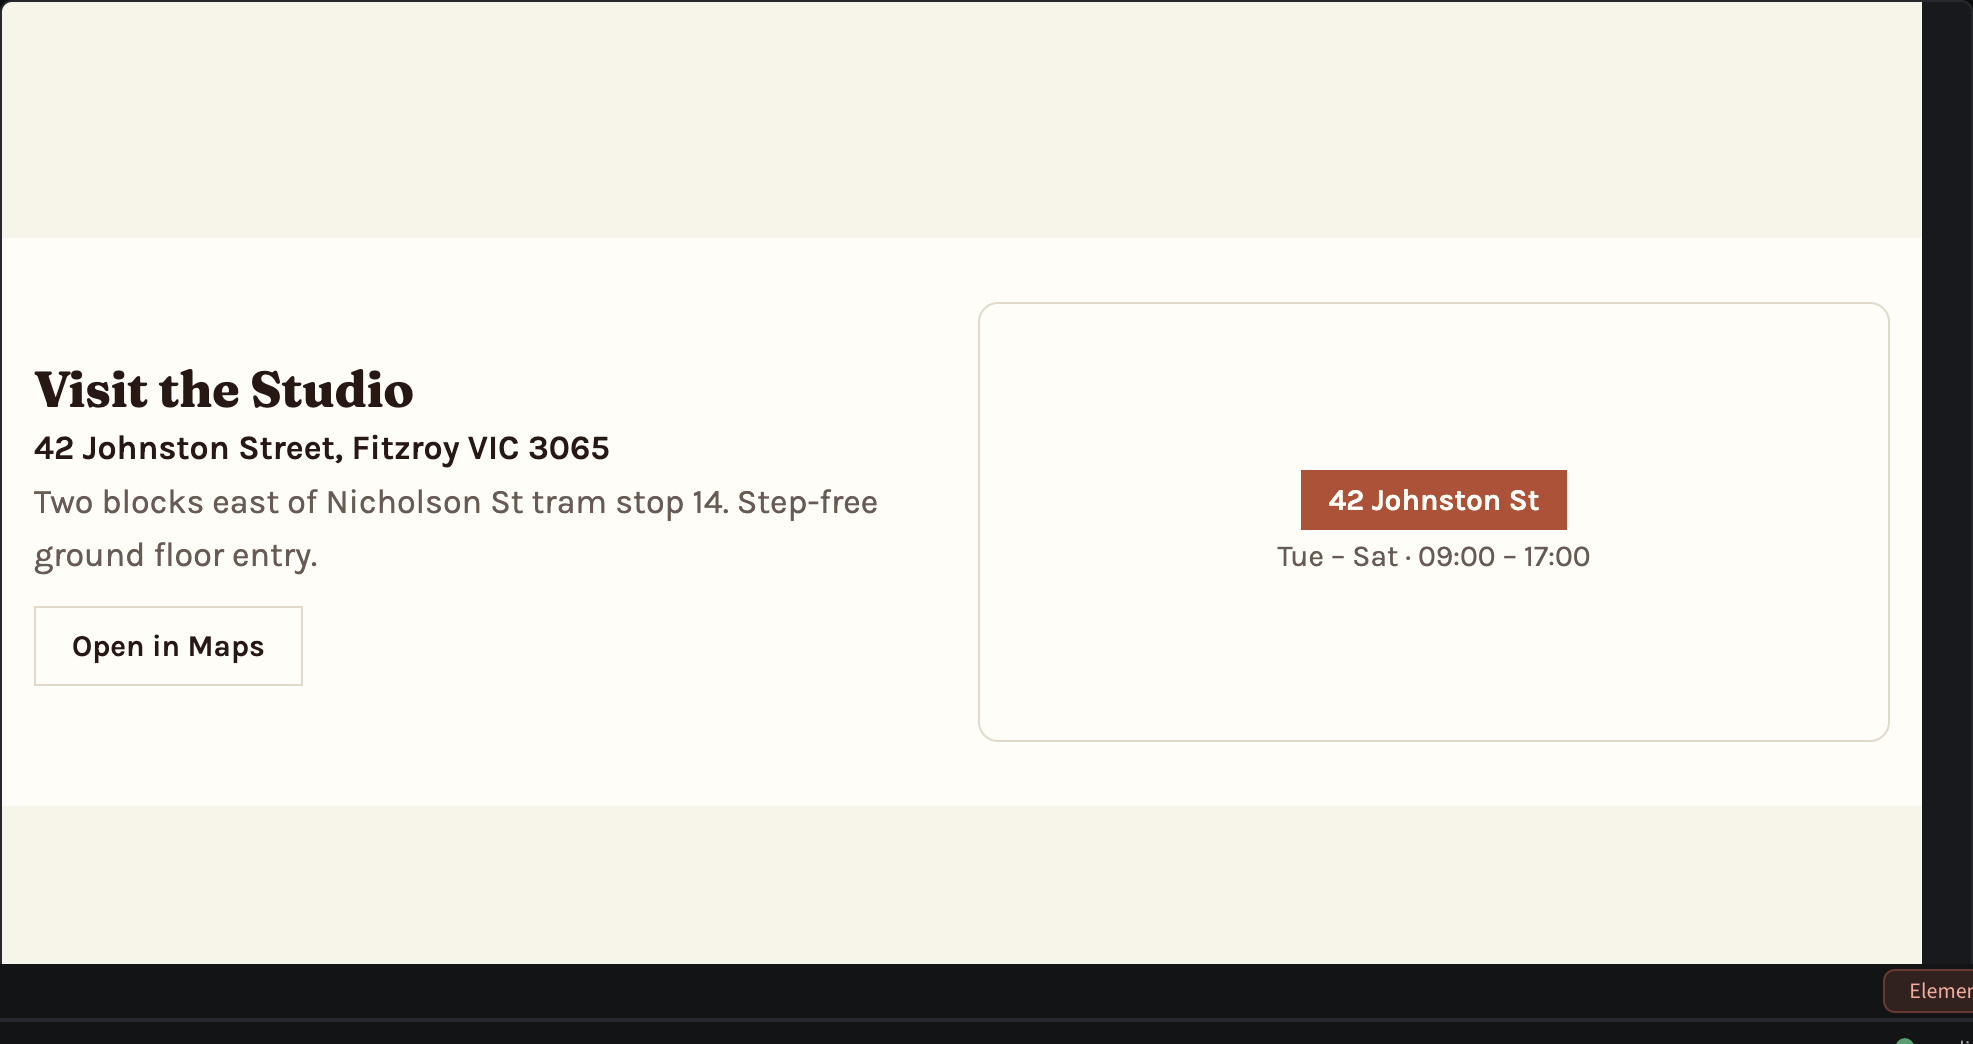 Visit the Studio
42 Johnston Street, Fitzroy VIC 3065
Two blocks east of Nicholson St tram stop 14. Step-free
ground floor entry.
Open in Maps
42 Johnston St
Tue – Sat · 09:00 – 17:00